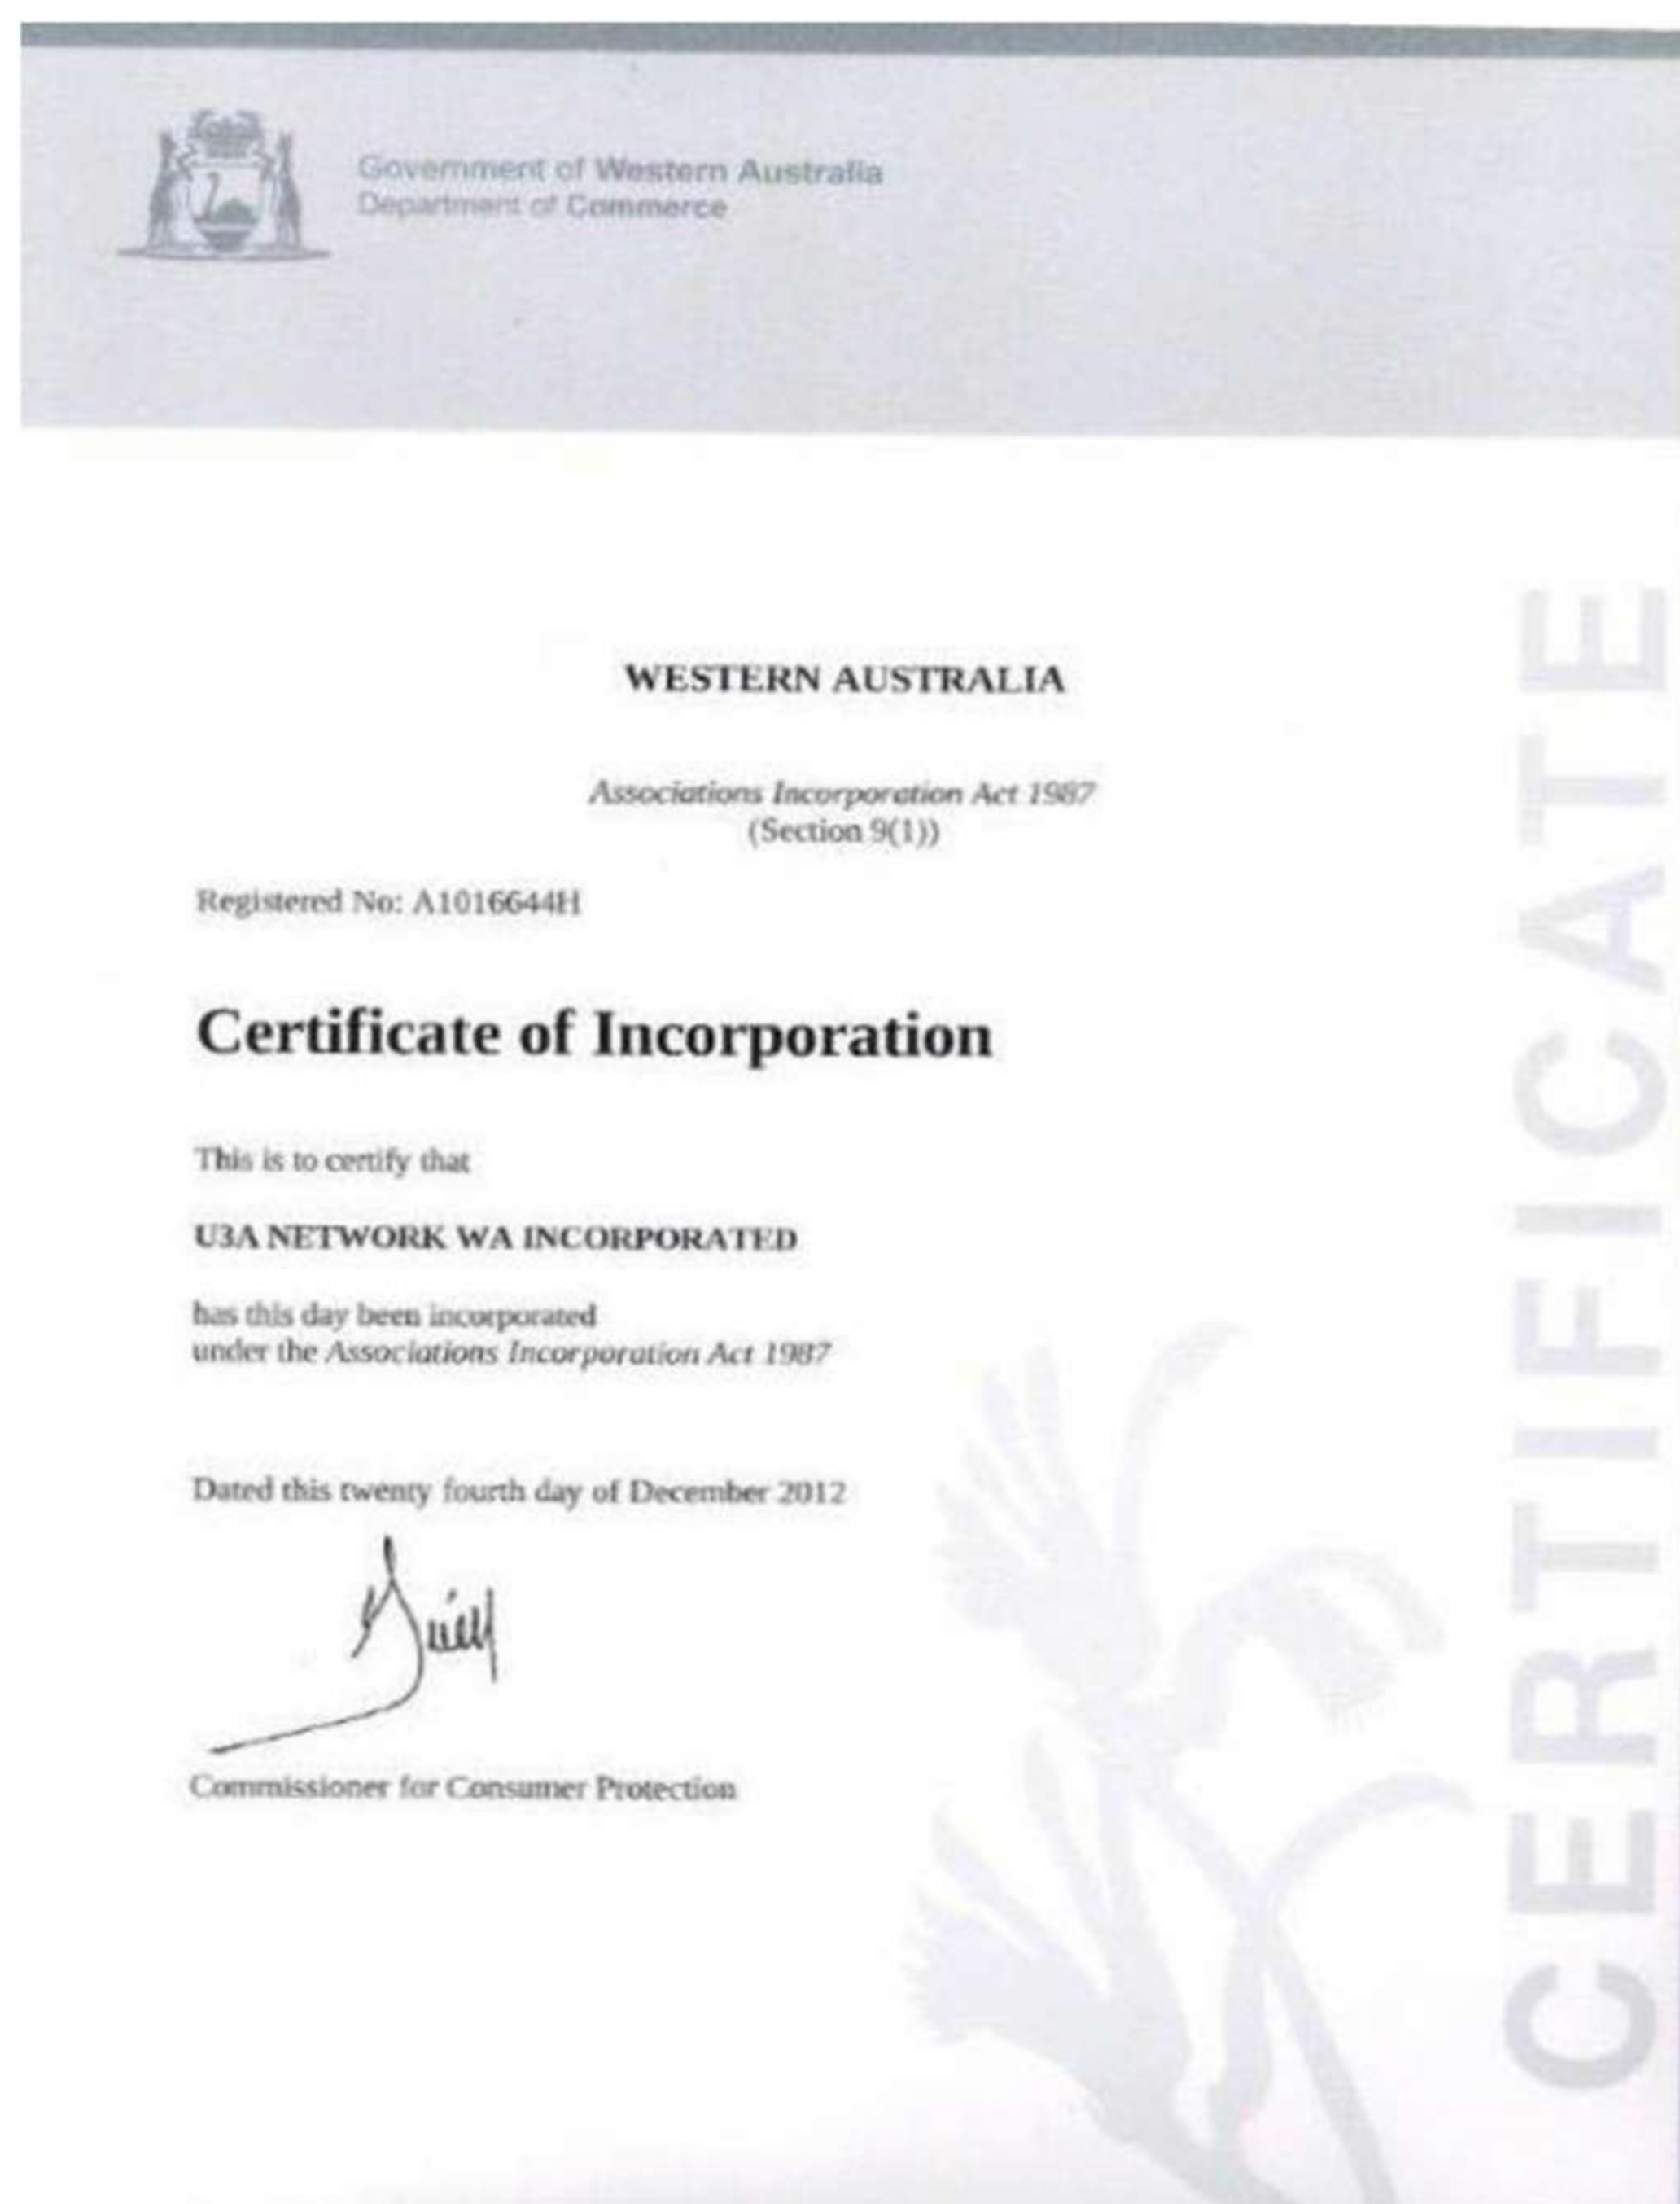 Government of Western Australia
Department of Commerce
WESTERN AUSTRALIA
Associations Incorporation Act 1987
(Section 9(1))
Registered No: A1016644H
Certificate of Incorporation
This is to certify that
U3A NETWORK WA INCORPORATED
has this day been incorporated
under the Associations Incorporation Act 1987
Dated this twenty fourth day of December 2012
Commissioner for Consumer Protection
CERTIFICATE